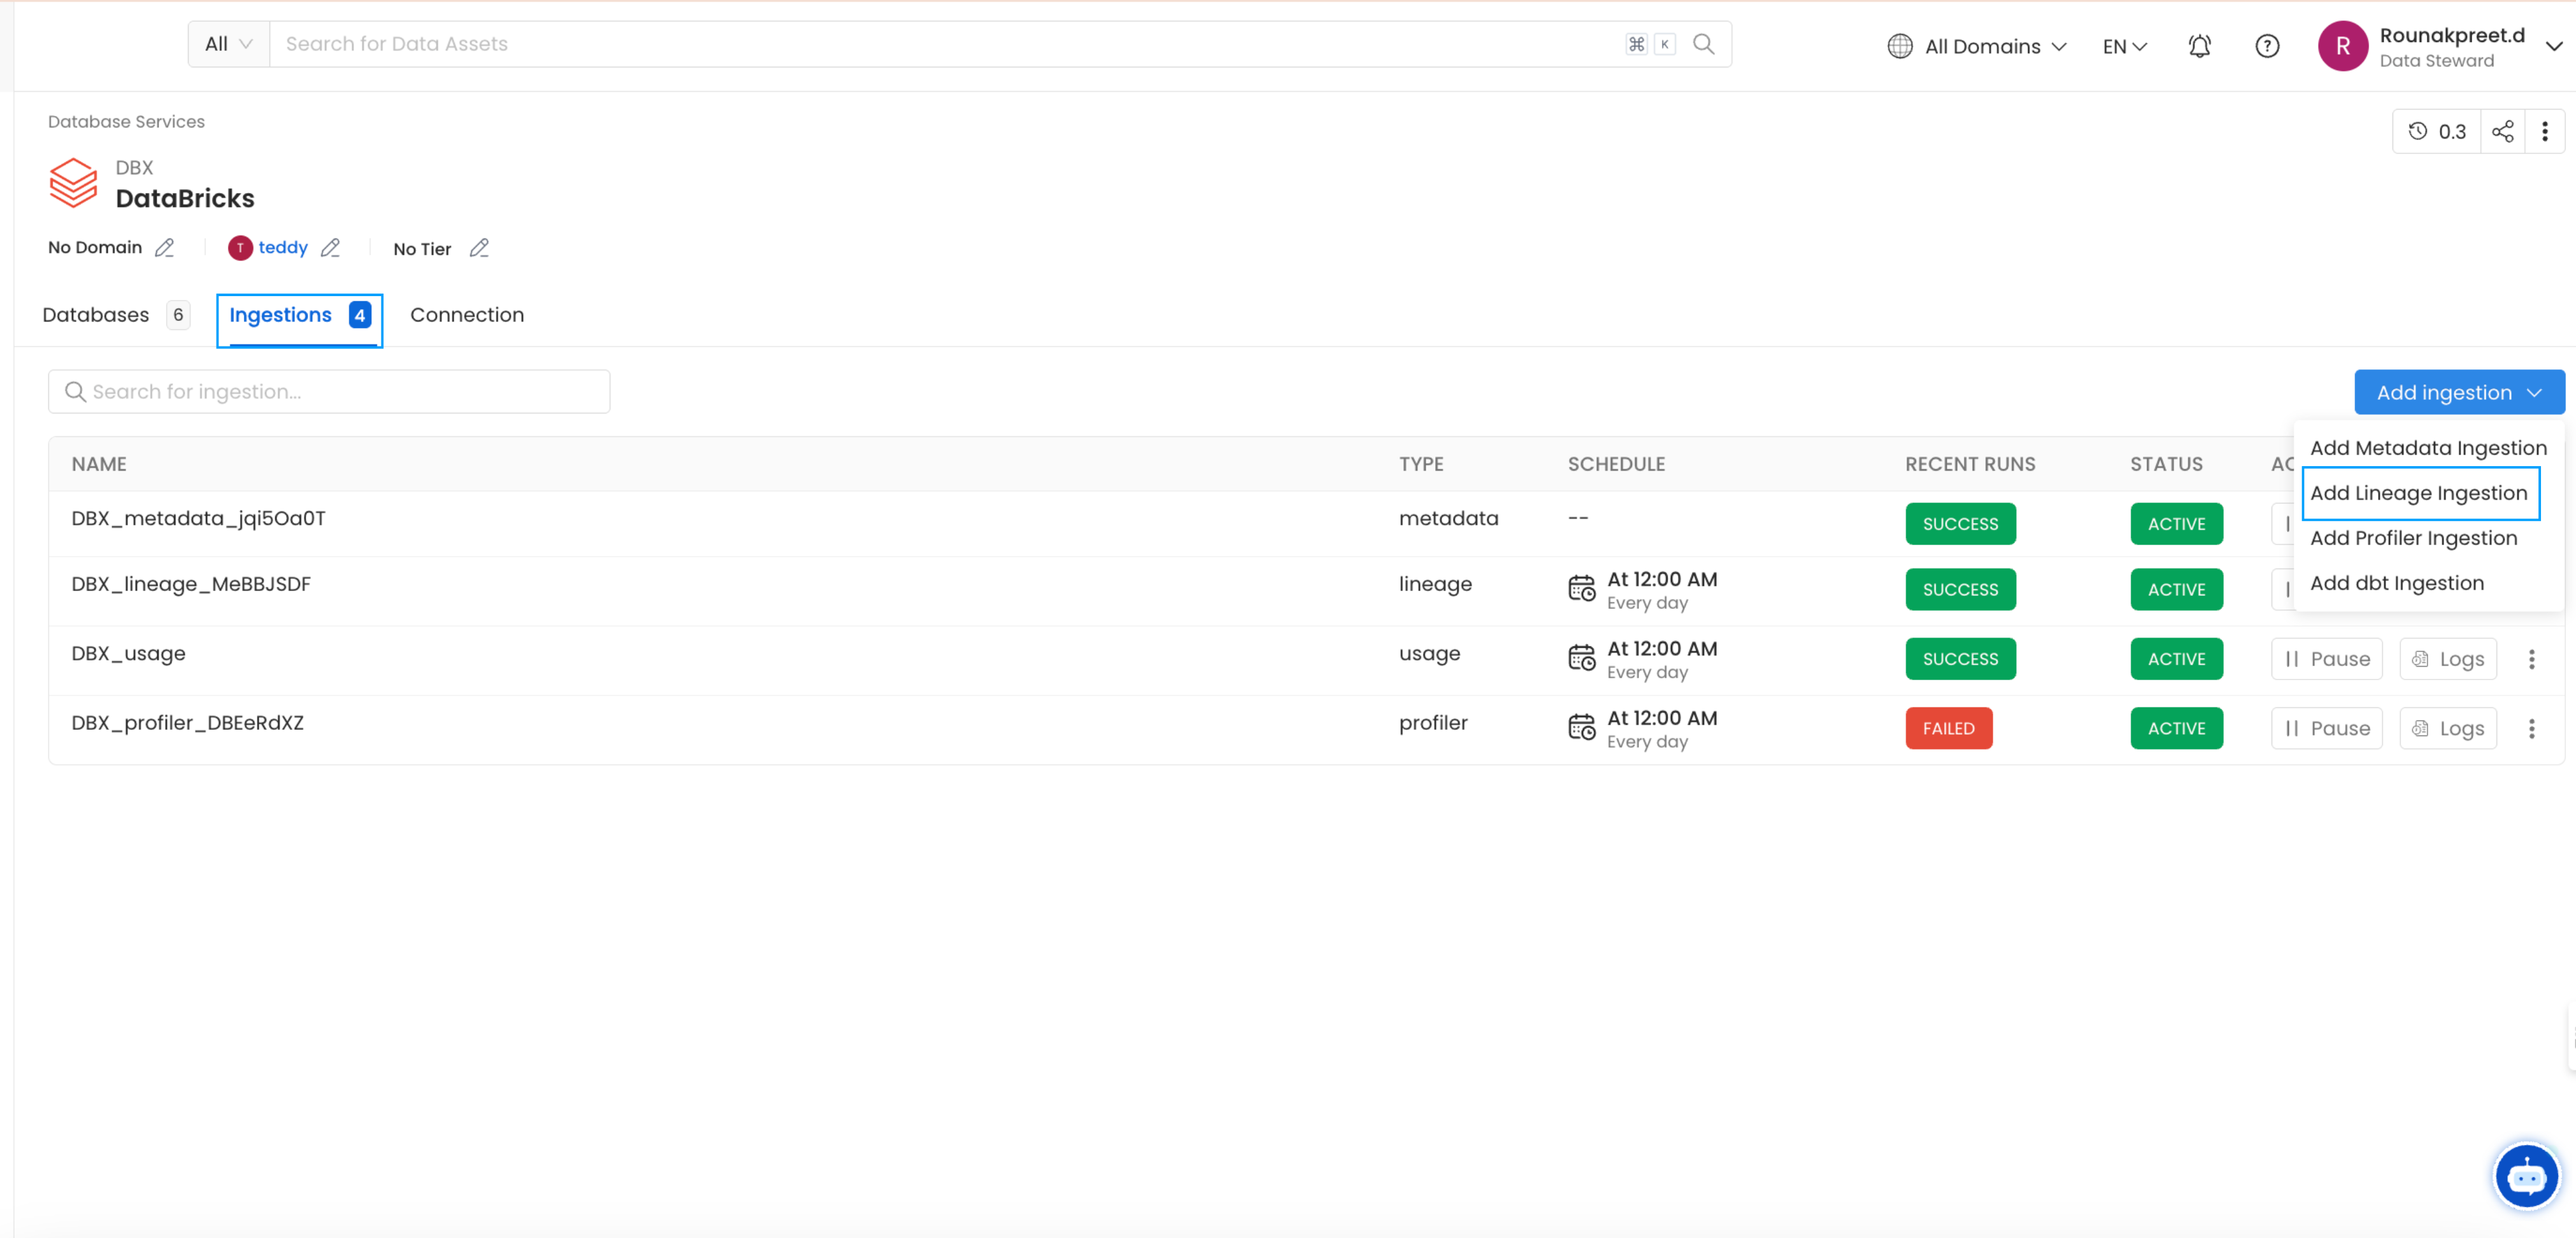 All Search for Data Assets ⌘ K All Domains EN R Rounakpreet.d
Data Steward
Database Services
0.3
DBX
DataBricks
No Domain T teddy No Tier
Databases 6 Ingestions 4 Connection
Search for ingestion... Add ingestion
Add Metadata Ingestion
Add Lineage Ingestion
Add Profiler Ingestion
Add dbt Ingestion
NAME TYPE SCHEDULE RECENT RUNS STATUS AC
DBX_metadata_jqi5Oa0T metadata -- SUCCESS ACTIVE
DBX_lineage_MeBBJSDF lineage At 12:00 AM SUCCESS ACTIVE
Every day
DBX_usage usage At 12:00 AM SUCCESS ACTIVE Pause Logs
Every day
DBX_profiler_DBEeRdXZ profiler At 12:00 AM FAILED ACTIVE Pause Logs
Every day